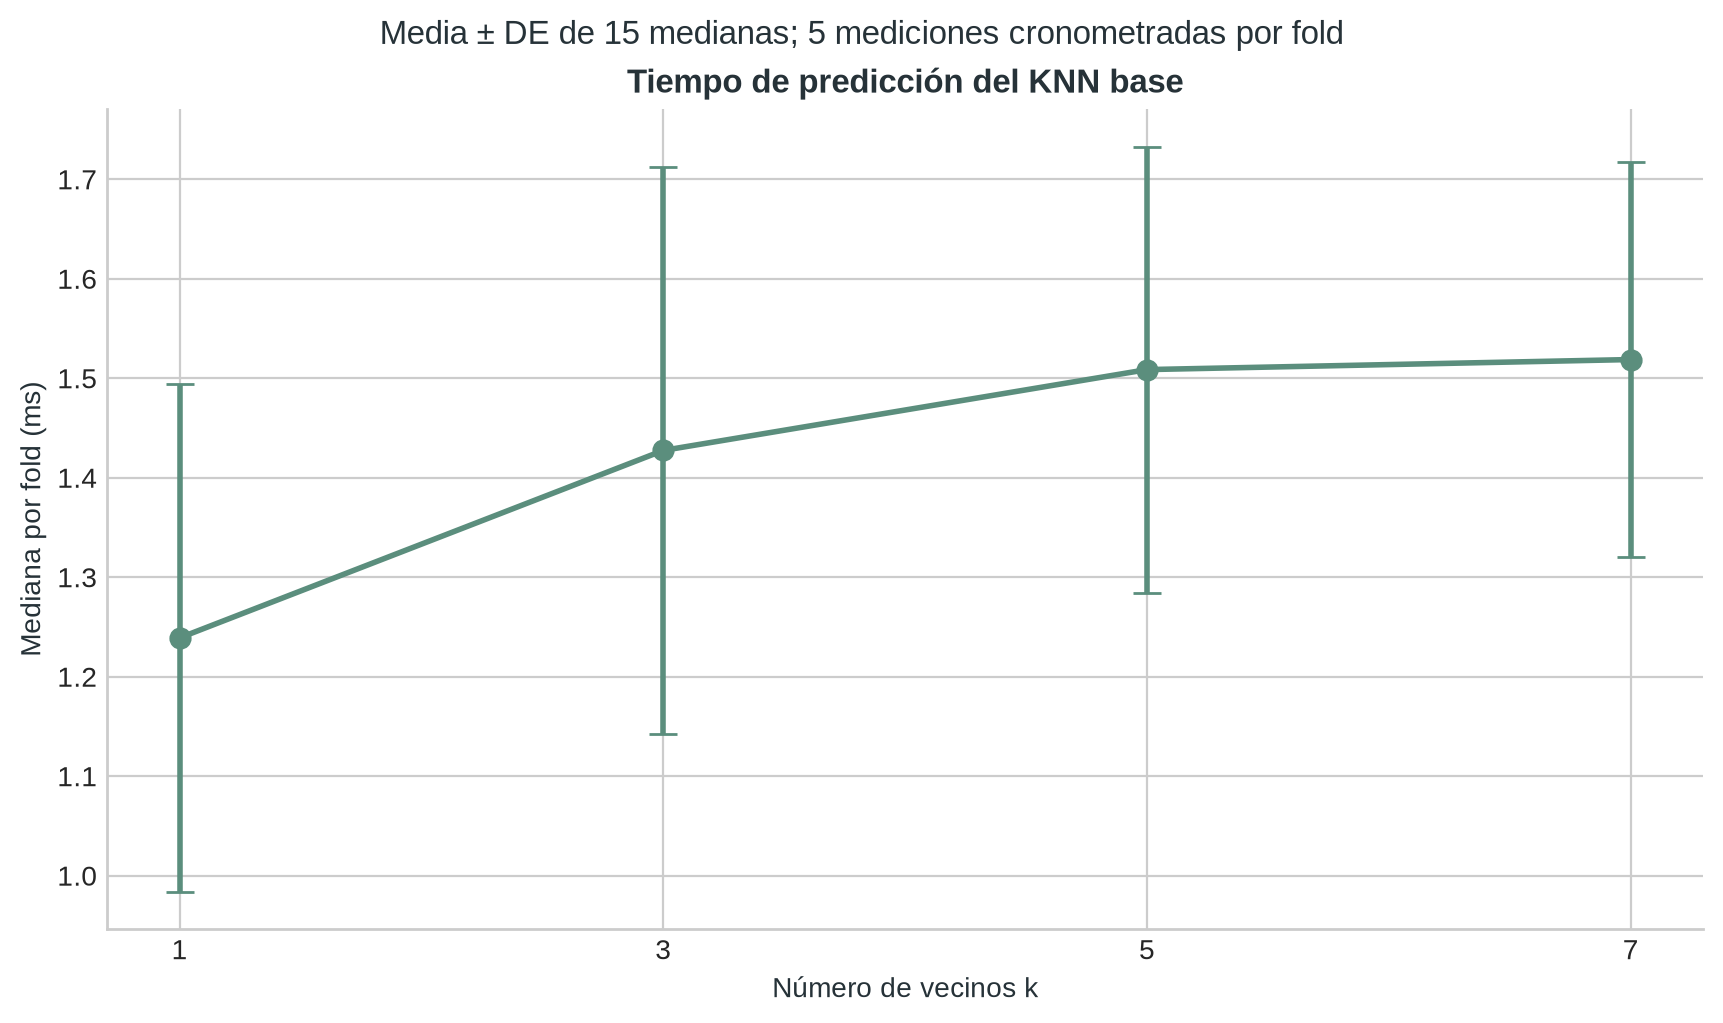 Media ± DE de 15 medianas; 5 mediciones cronometradas por fold
Tiempo de predicción del KNN base
Mediana por fold (ms)
1.7
1.6
1.5
1.4
1.3
1.2
1.1
1.0
1 3 5 7
Número de vecinos k